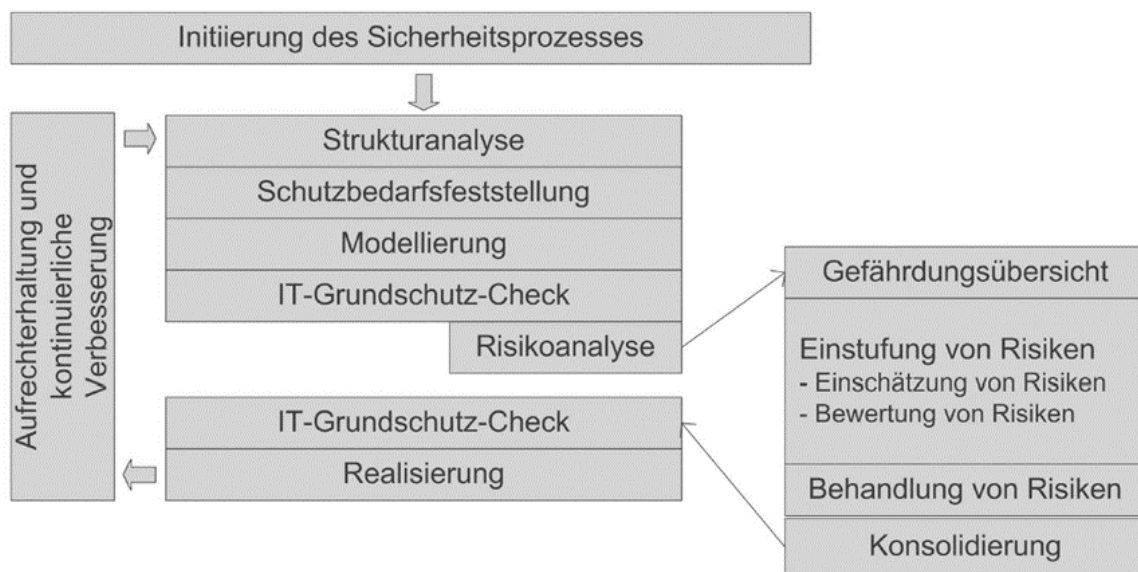 Initiierung des Sicherheitsprozesses
Aufrechterhaltung und
kontinuierliche
Verbesserung
Strukturanalyse
Schutzbedarfsfeststellung
Modellierung
IT-Grundschutz-Check
Risikoanalyse
IT-Grundschutz-Check
Realisierung
Gefährdungsübersicht
Einstufung von Risiken
- Einschätzung von Risiken
- Bewertung von Risiken
Behandlung von Risiken
Konsolidierung